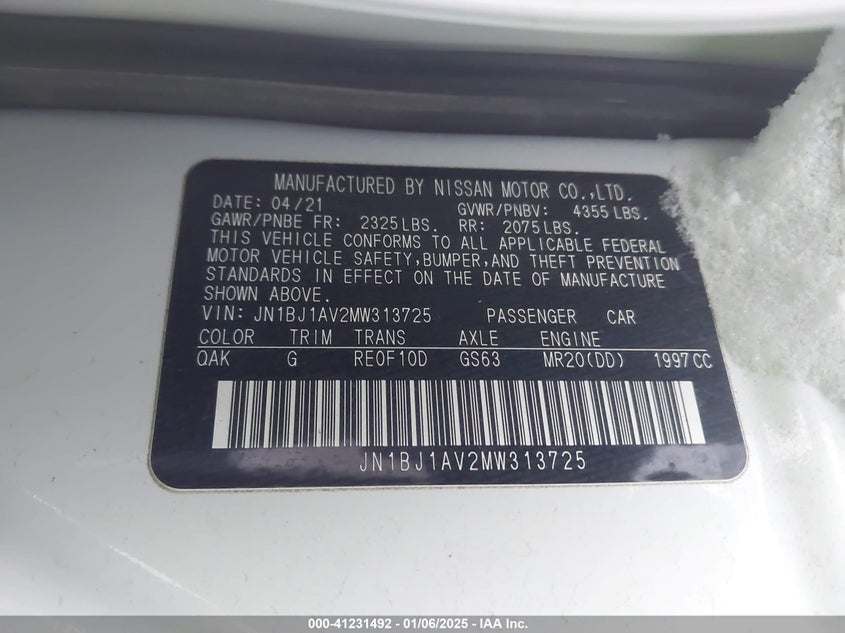 MANUFACTURED BY NISSAN MOTOR CO.,LTD.
DATE: 04/21 GVWR/PNBV: 4355 LBS.
GAWR/PNBE FR: 2325 LBS. RR: 2075 LBS.
THIS VEHICLE CONFORMS TO ALL APPLICABLE FEDERAL
MOTOR VEHICLE SAFETY, BUMPER, AND THEFT PREVENTION
STANDARDS IN EFFECT ON THE DATE OF MANUFACTURE
SHOWN ABOVE.
VIN: JN1BJ1AV2MW313725 PASSENGER CAR
COLOR TRIM TRANS AXLE ENGINE
QAK G RE0F10D GS63 MR20(DD) 1997 CC
JN1BJ1AV2MW313725
000-41231492 - 01/06/2025 - IAA Inc.